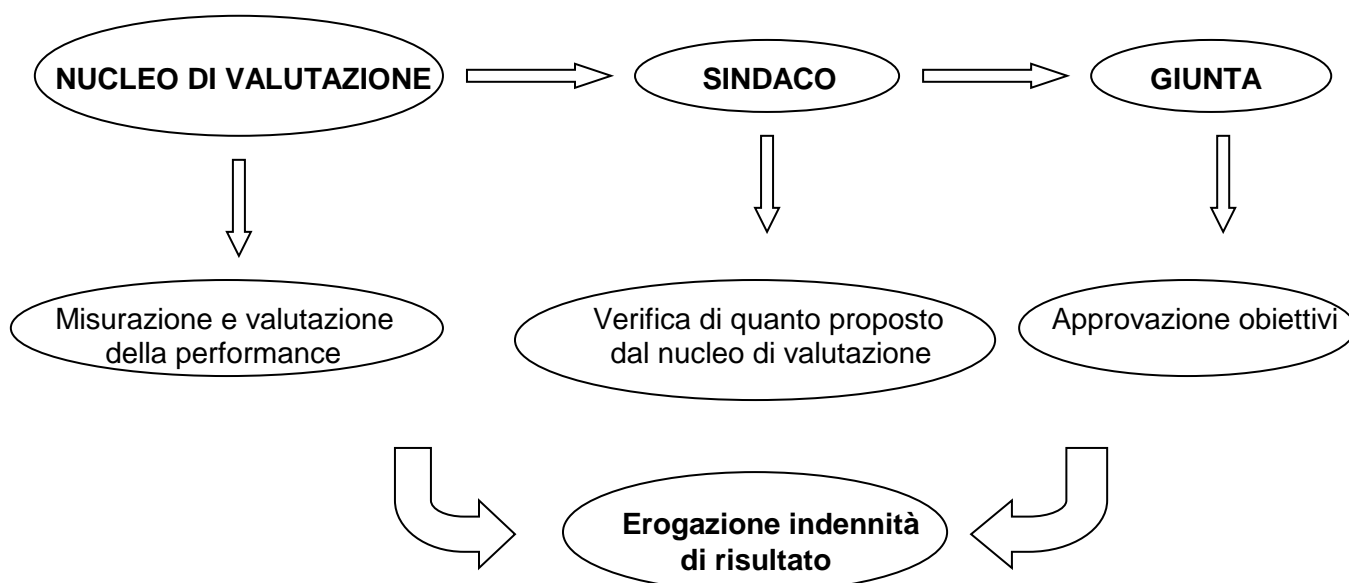 NUCLEO DI VALUTAZIONE
SINDACO
GIUNTA
Misurazione e valutazione
della performance
Verifica di quanto proposto
dal nucleo di valutazione
Approvazione obiettivi
Erogazione indennità
di risultato